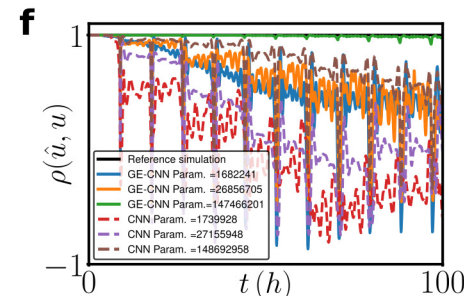 f
1
ρ(û, u)
Reference simulation
GE-CNN Param. =1682241
GE-CNN Param. =26856705
GE-CNN Param.=147466201
CNN Param. =1739928
CNN Param. =27155948
CNN Param. =148692958
−1
0
t (h)
100